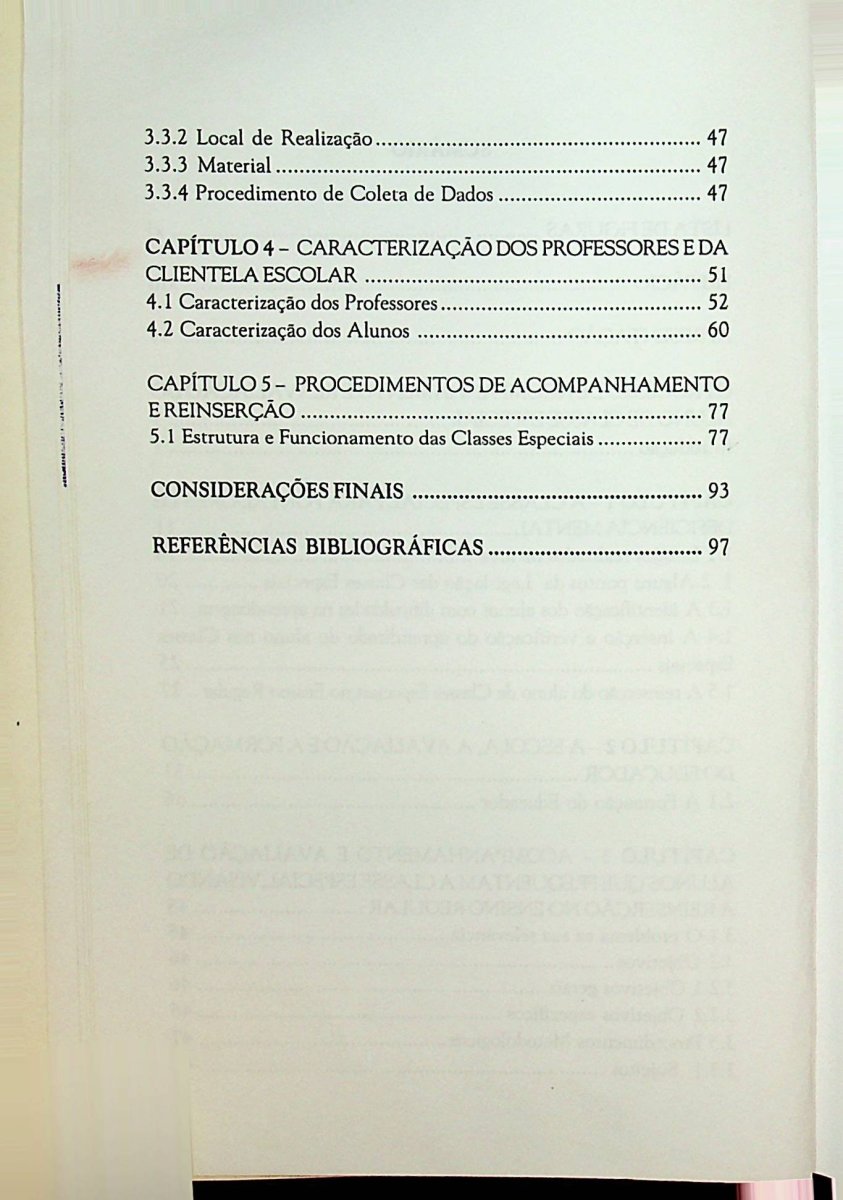 3.3.2 Local de Realização........................................................ 47
3.3.3 Material......................................................................... 47
3.3.4 Procedimento de Coleta de Dados ................................... 47
CAPÍTULO 4 – CARACTERIZAÇÃO DOS PROFESSORES E DA
CLIENTELA ESCOLAR .......................................................... 51
4.1 Caracterização dos Professores............................................. 52
4.2 Caracterização dos Alunos ................................................. 60
CAPÍTULO 5 – PROCEDIMENTOS DE ACOMPANHAMENTO
E REINSERÇÃO ..................................................................... 77
5.1 Estrutura e Funcionamento das Classes Especiais .................. 77
CONSIDERAÇÕES FINAIS .................................................. 93
REFERÊNCIAS BIBLIOGRÁFICAS ..................................... 97